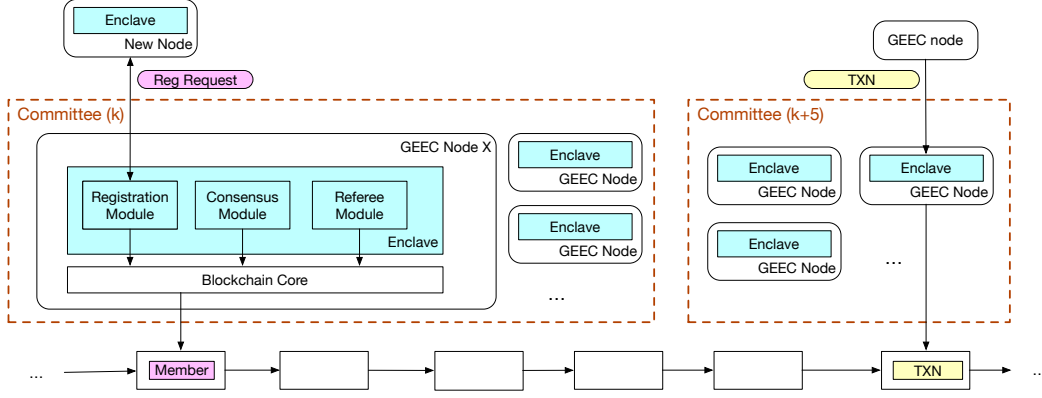 Enclave
New Node
GEEC node
Reg Request
TXN
Committee (k)
Committee (k+5)
GEEC Node X
Registration
Module
Consensus
Module
Referee
Module
Enclave
Blockchain Core
Enclave
GEEC Node
Enclave
GEEC Node
...
Enclave
GEEC Node
Enclave
GEEC Node
Enclave
GEEC Node
...
...
Member
TXN
..